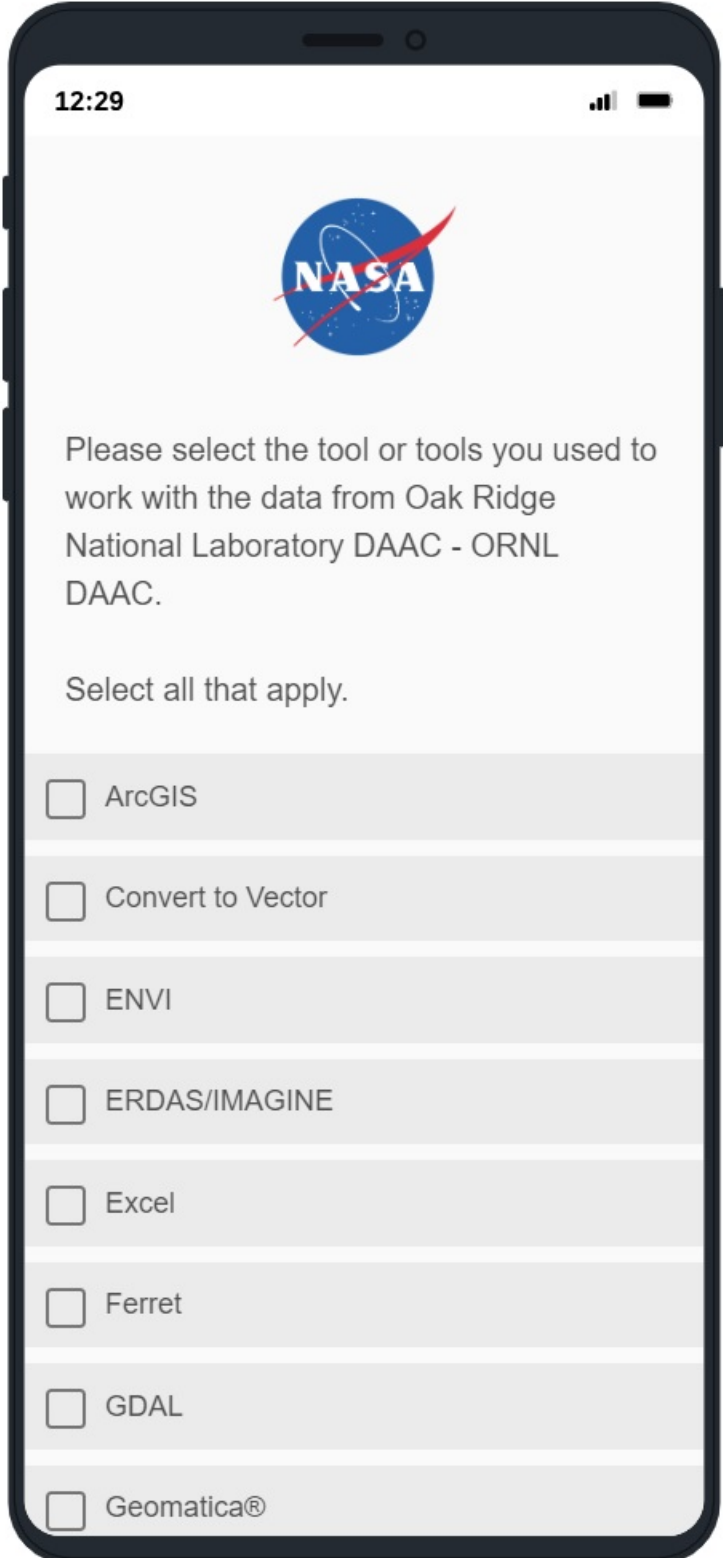 12:29
NASA
Please select the tool or tools you used to
work with the data from Oak Ridge
National Laboratory DAAC - ORNL
DAAC.
Select all that apply.
ArcGIS
Convert to Vector
ENVI
ERDAS/IMAGINE
Excel
Ferret
GDAL
Geomatica®